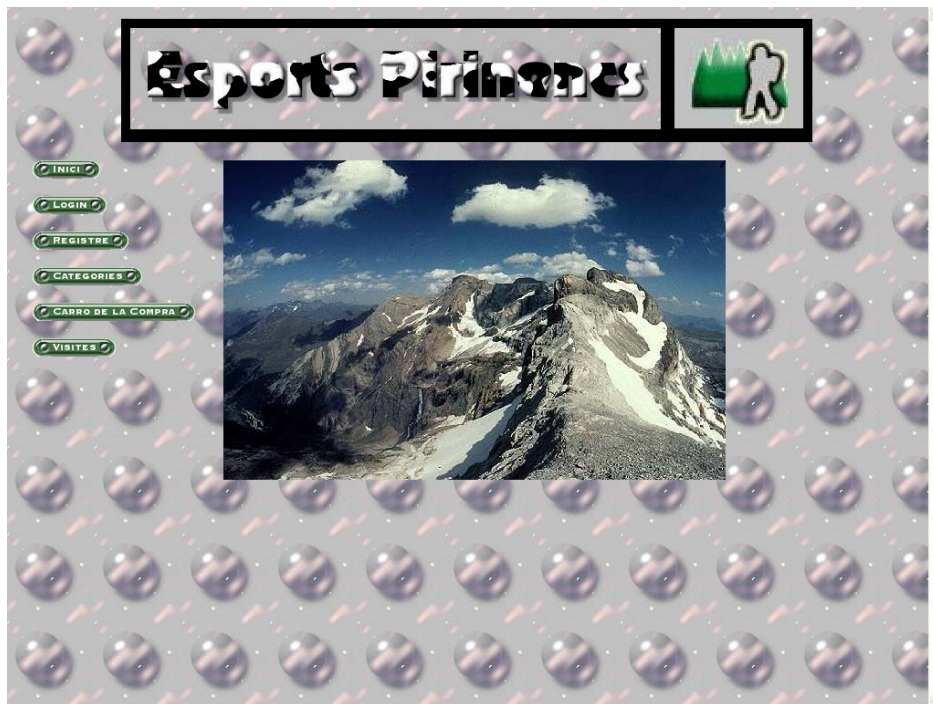 Esports Pirinencs
INICI
LOGIN
REGISTRE
CATEGORIES
CARRO DE LA COMPRA
VISITES